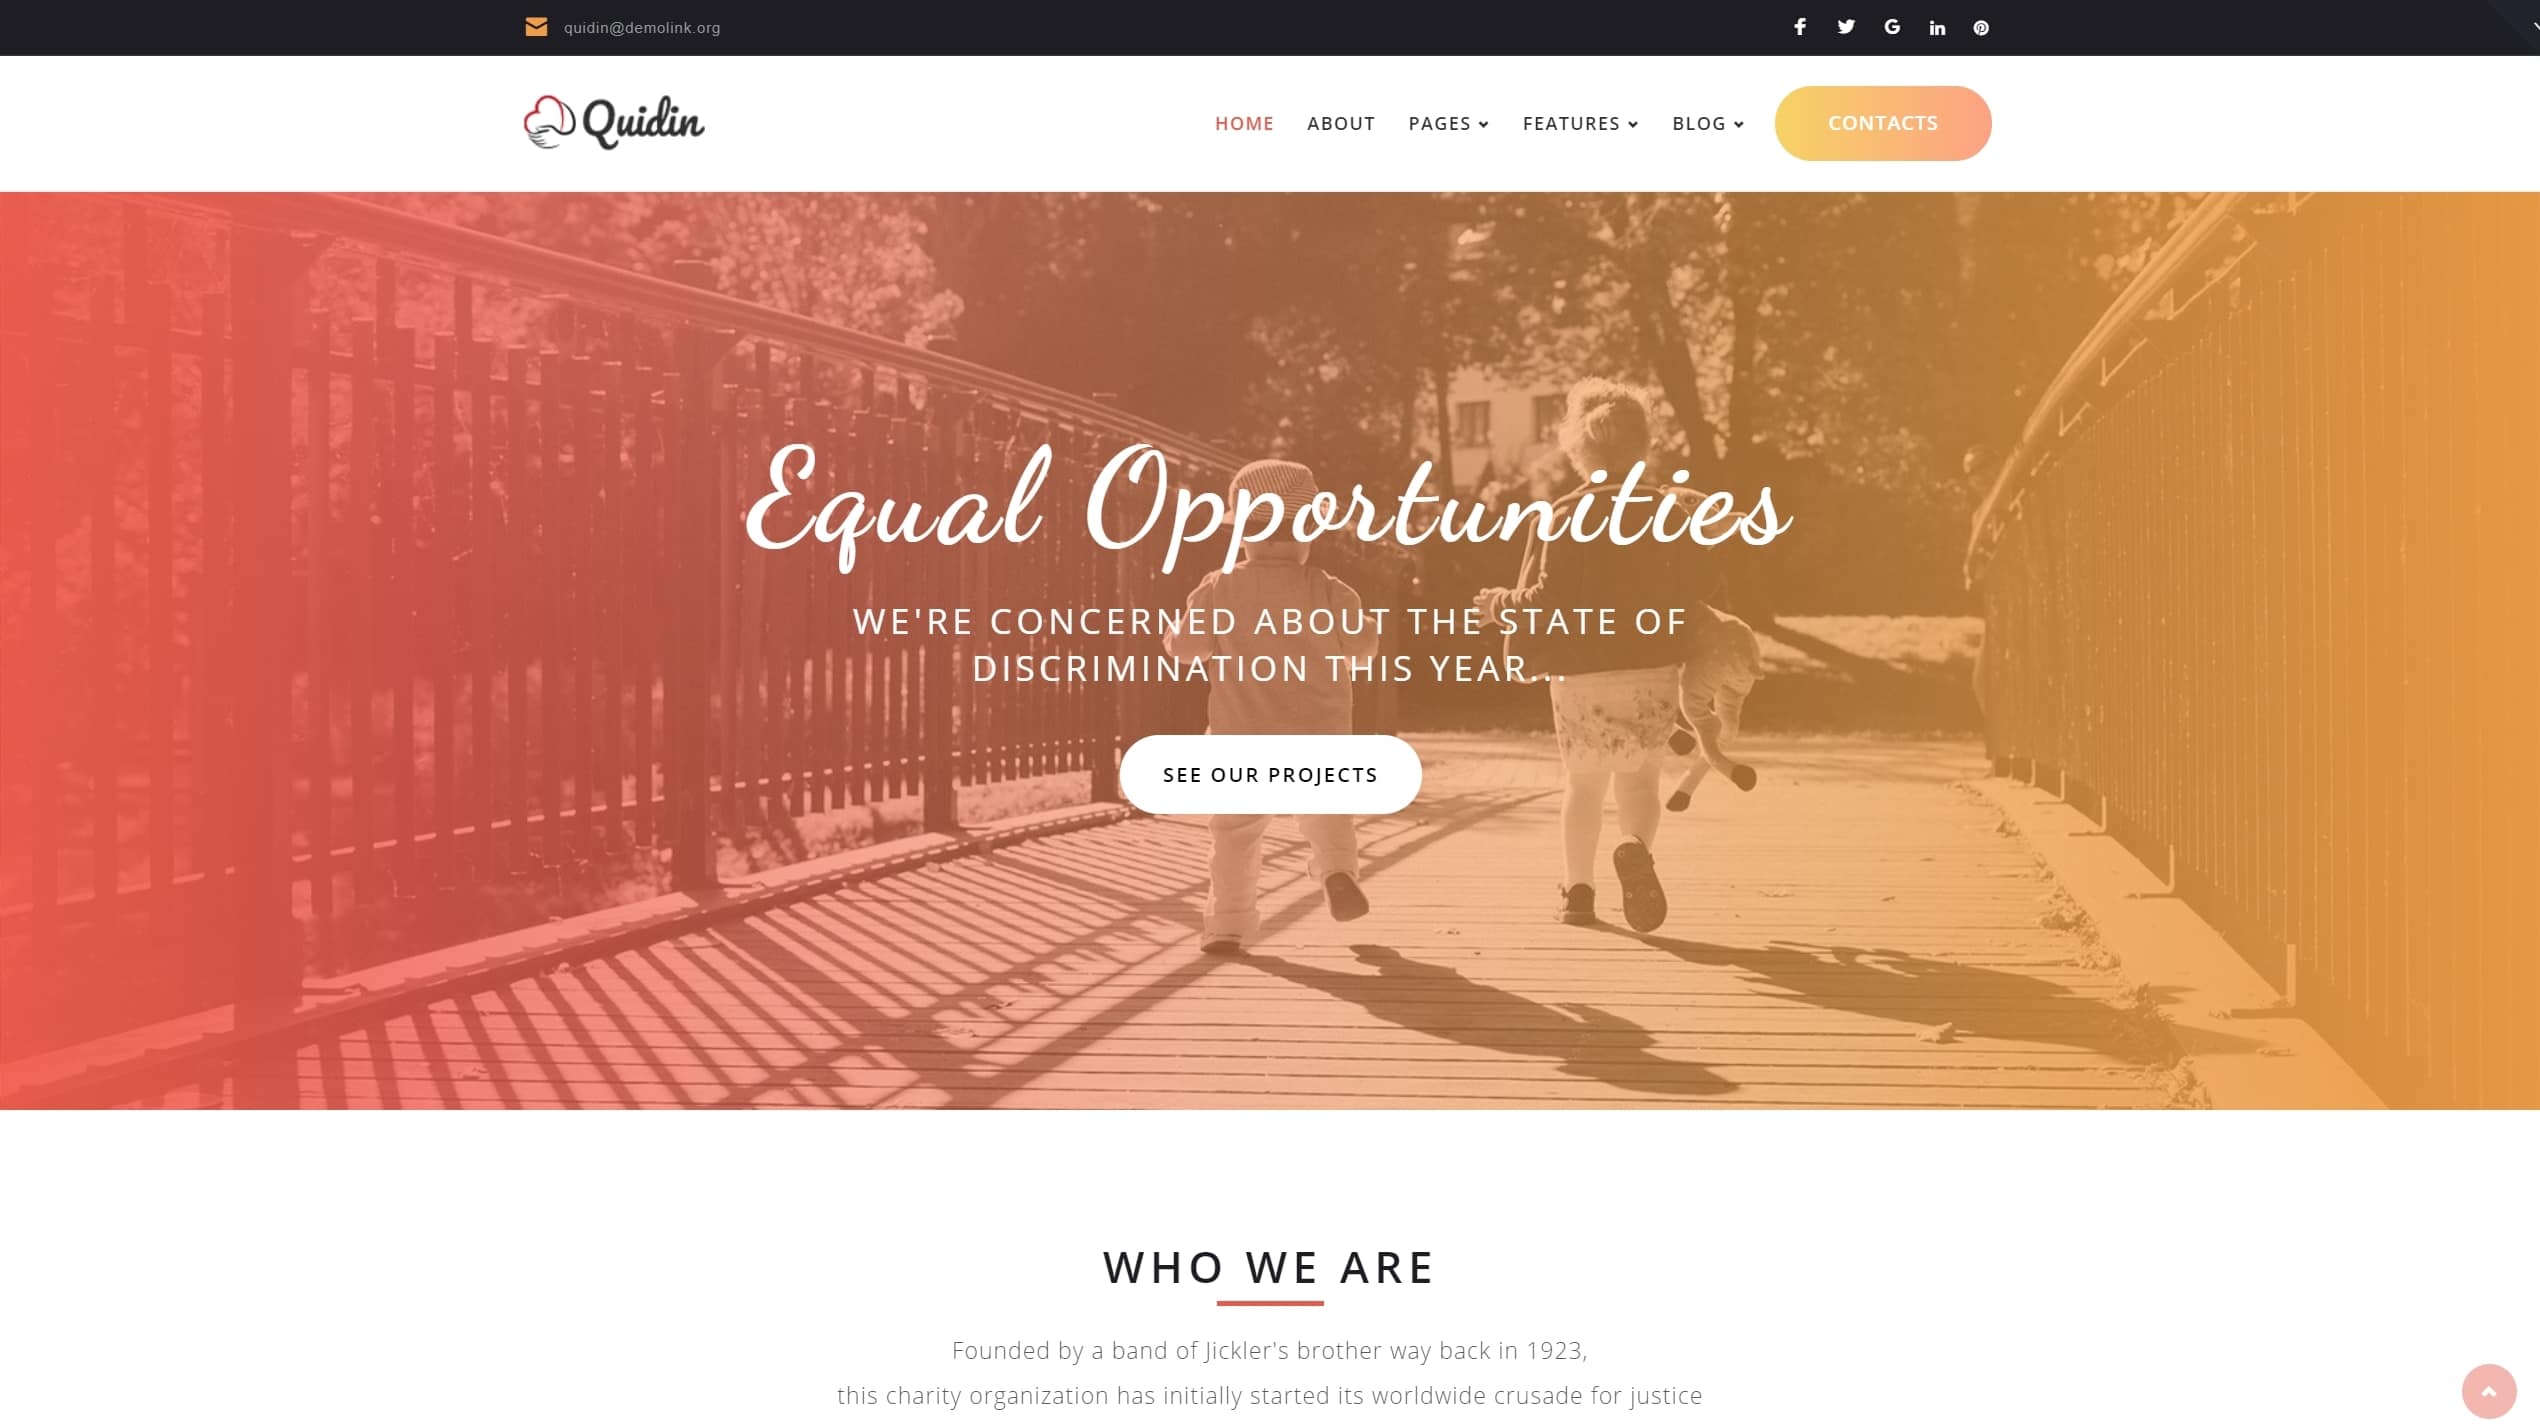 quidin@demolink.org
Quidin
HOME ABOUT PAGES FEATURES BLOG CONTACTS
Equal Opportunities
WE'RE CONCERNED ABOUT THE STATE OF
DISCRIMINATION THIS YEAR...
SEE OUR PROJECTS
WHO WE ARE
Founded by a band of Jickler's brother way back in 1923,
this charity organization has initially started its worldwide crusade for justice